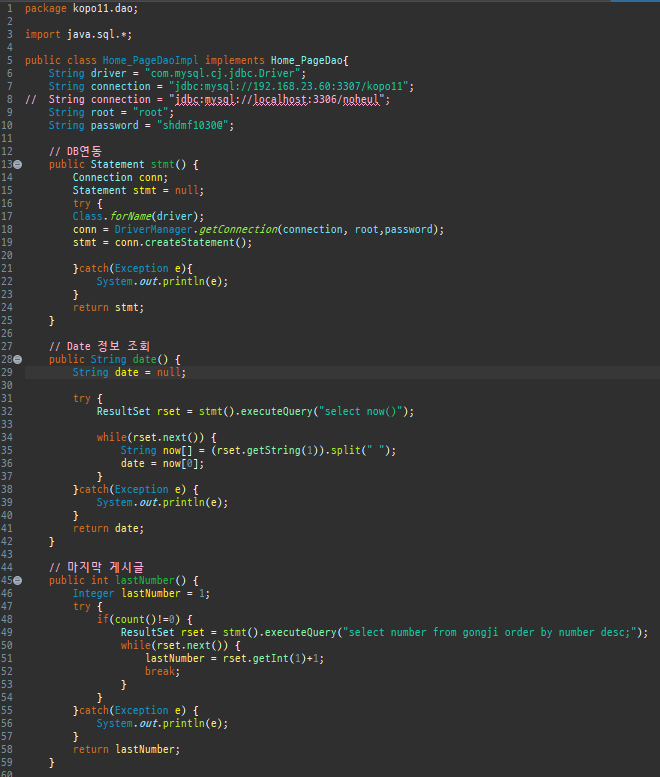 1 package kopo11.dao;
2
3 import java.sql.*;
4
5 public class Home_PageDaoImpl implements Home_PageDao{
6     String driver = "com.mysql.cj.jdbc.Driver";
7     String connection = "jdbc:mysql://192.168.23.60:3307/kopo11";
8 //  String connection = "jdbc:mysql://localhost:3306/noheul";
9     String root = "root";
10     String password = "shdmf1030@";
11
12     // DB연동
13     public Statement stmt() {
14         Connection conn;
15         Statement stmt = null;
16         try {
17         Class.forName(driver);
18         conn = DriverManager.getConnection(connection, root,password);
19         stmt = conn.createStatement();
20
21         }catch(Exception e){
22             System.out.println(e);
23         }
24         return stmt;
25     }
26
27     // Date 정보 조회
28     public String date() {
29         String date = null;
30
31         try {
32             ResultSet rset = stmt().executeQuery("select now()");
33
34             while(rset.next()) {
35                 String now[] = (rset.getString(1)).split(" ");
36                 date = now[0];
37             }
38         }catch(Exception e) {
39             System.out.println(e);
40         }
41         return date;
42     }
43
44     // 마지막 게시글
45     public int lastNumber() {
46         Integer lastNumber = 1;
47         try {
48             if(count()!=0) {
49                 ResultSet rset = stmt().executeQuery("select number from gongji order by number desc;");
50                 while(rset.next()) {
51                     lastNumber = rset.getInt(1)+1;
52                     break;
53                 }
54             }
55         }catch(Exception e) {
56             System.out.println(e);
57         }
58         return lastNumber;
59     }
60